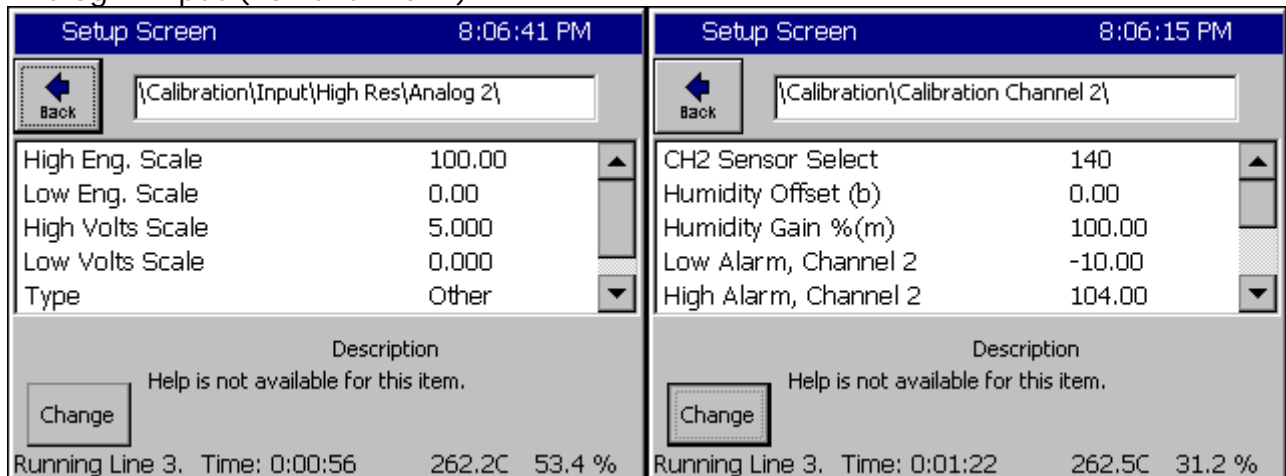 Setup Screen 8:06:41 PM
Back
\Calibration\Input\High Res\Analog 2\
High Eng. Scale 100.00
Low Eng. Scale 0.00
High Volts Scale 5.000
Low Volts Scale 0.000
Type Other
Description
Help is not available for this item.
Change
Running Line 3. Time: 0:00:56 262.2C 53.4 %
Setup Screen 8:06:15 PM
Back
\Calibration\Calibration Channel 2\
CH2 Sensor Select 140
Humidity Offset (b) 0.00
Humidity Gain %(m) 100.00
Low Alarm, Channel 2 -10.00
High Alarm, Channel 2 104.00
Description
Help is not available for this item.
Change
Running Line 3. Time: 0:01:22 262.5C 31.2 %